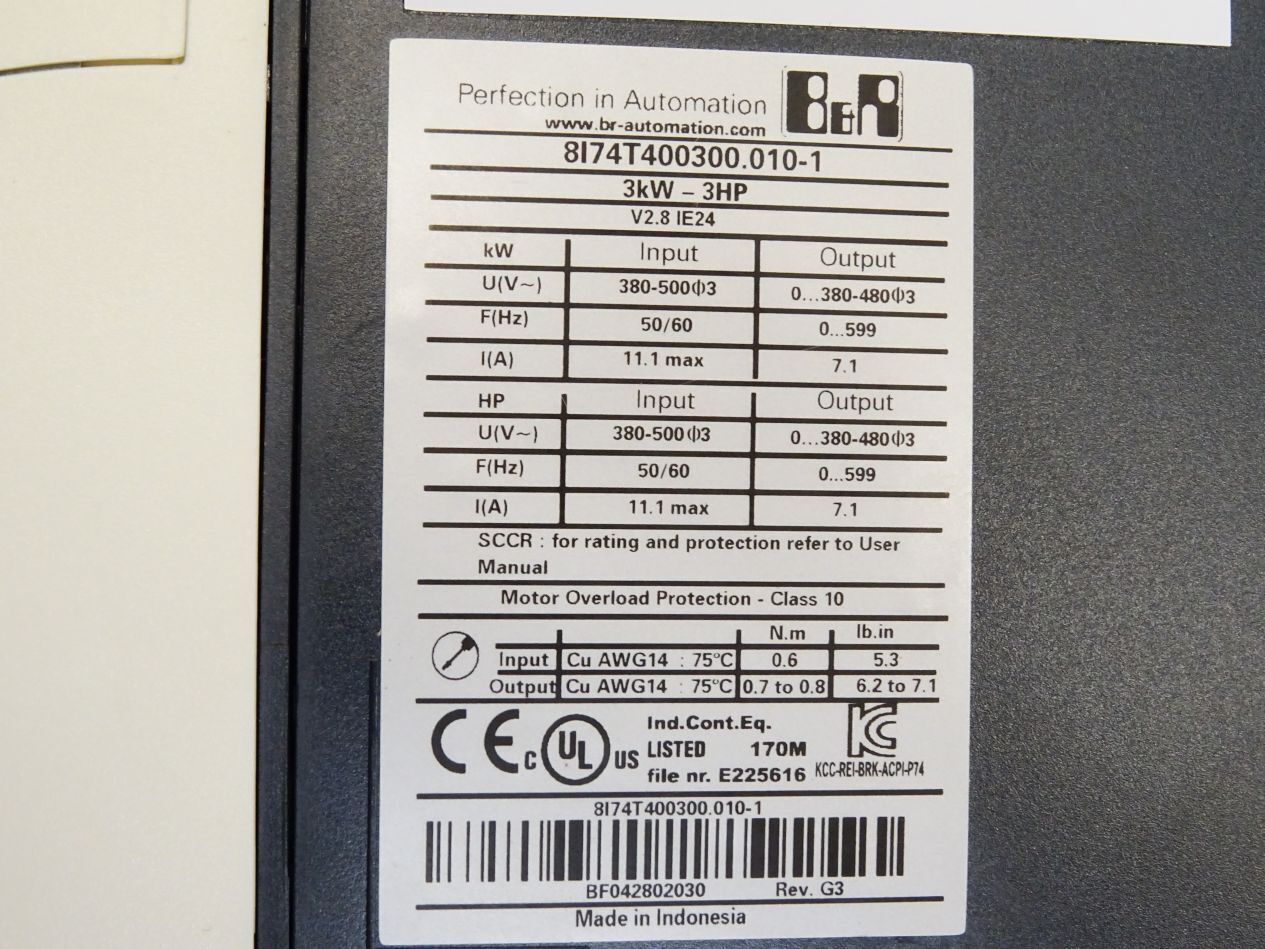 Perfection in Automation B&R
www.br-automation.com
8I74T400300.010-1
3kW – 3HP
V2.8 IE24
kW Input Output
U(V~) 380-500ф3 0...380-480ф3
F(Hz) 50/60 0...599
I(A) 11.1 max 7.1
HP Input Output
U(V~) 380-500ф3 0...380-480ф3
F(Hz) 50/60 0...599
I(A) 11.1 max 7.1
SCCR : for rating and protection refer to User
Manual
Motor Overload Protection - Class 10
N.m lb.in
Input Cu AWG14 : 75°C 0.6 5.3
Output Cu AWG14 : 75°C 0.7 to 0.8 6.2 to 7.1
CE c UL US Ind.Cont.Eq. KC
LISTED 170M
file nr. E225616 KCC-REI-BRK-ACPI-P74
8I74T400300.010-1
BF042802030 Rev. G3
Made in Indonesia